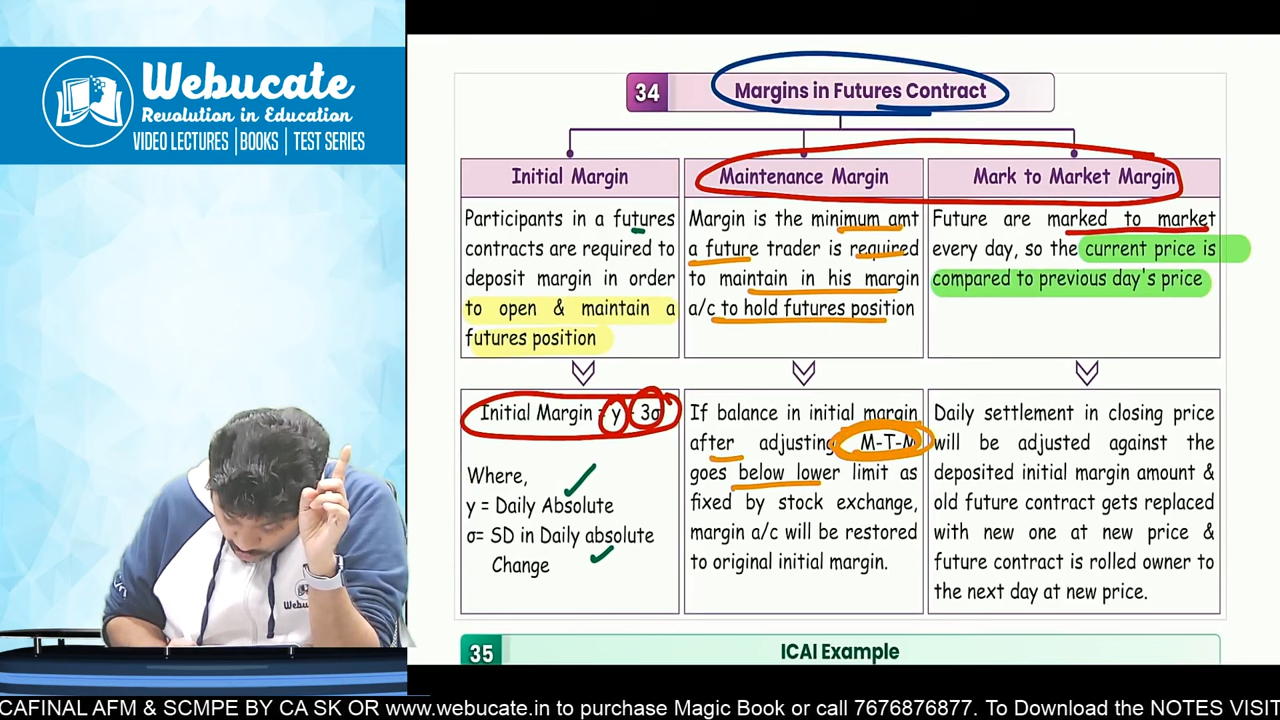 Webucate
Revolution in Education
VIDEO LECTURES | BOOKS | TEST SERIES
34
Margins in Futures Contract
Initial Margin
Participants in a futures
contracts are required to
deposit margin in order
to open & maintain a
futures position
Initial Margin = y 3σ
Where,
y = Daily Absolute
σ= SD in Daily absolute
Change
Maintenance Margin
Margin is the minimum amt
a future trader is required
to maintain in his margin
a/c to hold futures position
If balance in initial margin
after adjusting M-T-M
goes below lower limit as
fixed by stock exchange,
margin a/c will be restored
to original initial margin.
Mark to Market Margin
Future are marked to market
every day, so the current price is
compared to previous day's price
Daily settlement in closing price
will be adjusted against the
deposited initial margin amount &
old future contract gets replaced
with new one at new price &
future contract is rolled owner to
the next day at new price.
35
ICAI Example
CAFINAL AFM & SCMPE BY CA SK OR www.webucate.in to purchase Magic Book or call 7676876877. To Download the NOTES VISIT